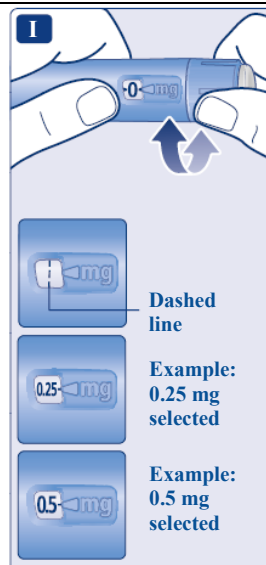 I
-0-mg
mg
Dashed
line
0.25-mg
Example:
0.25 mg
selected
0.5-mg
Example:
0.5 mg
selected